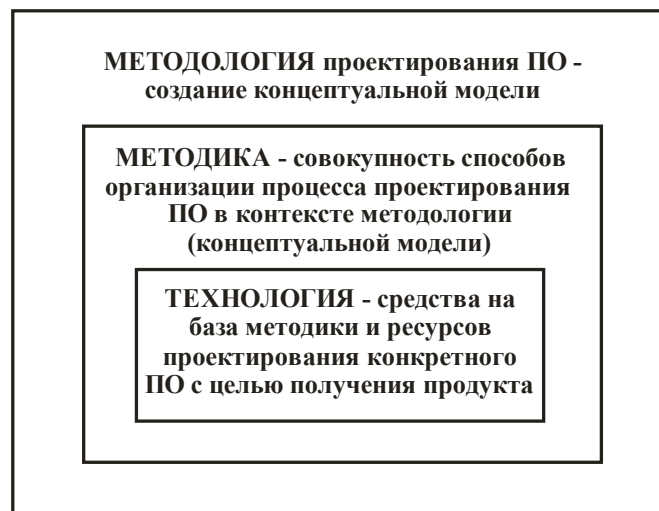 МЕТОДОЛОГИЯ проектирования ПО -
создание концептуальной модели
МЕТОДИКА - совокупность способов
организации процесса проектирования
ПО в контексте методологии
(концептуальной модели)
ТЕХНОЛОГИЯ - средства на
база методики и ресурсов
проектирования конкретного
ПО с целью получения продукта